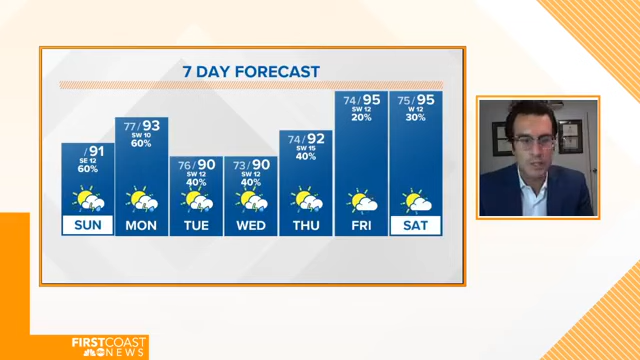 7 DAY FORECAST
/ 91
SE 12
60%
SUN
77 / 93
SW 10
60%
MON
76 / 90
SW 12
40%
TUE
73 / 90
SW 12
40%
WED
74 / 92
SW 15
40%
THU
74 / 95
SW 12
20%
FRI
75 / 95
W 12
30%
SAT
FIRST COAST
abc NEWS